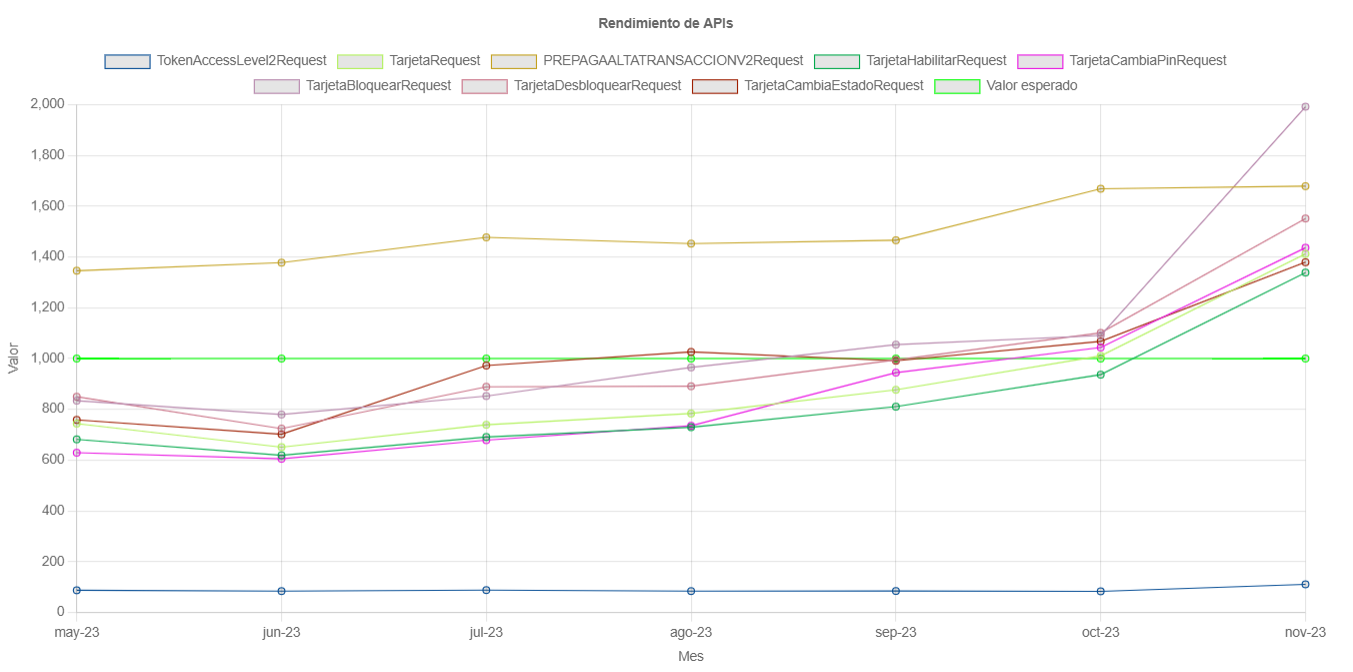 Rendimiento de APIs
TokenAccessLevel2Request TarjetaRequest PREPAGAALTATRANSACCIONV2Request TarjetaHabilitarRequest TarjetaCambiaPinRequest
TarjetaBloquearRequest TarjetaDesbloquearRequest TarjetaCambiaEstadoRequest Valor esperado
2,000
1,800
1,600
1,400
1,200
1,000
800
600
400
200
0
Valor
may-23 jun-23 jul-23 ago-23 sep-23 oct-23 nov-23
Mes